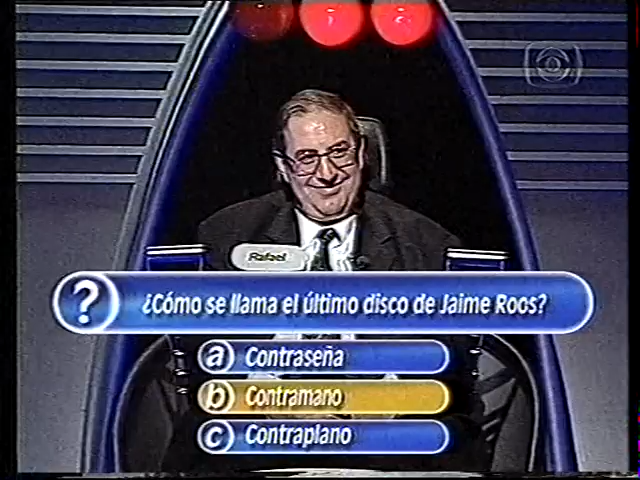 Rafael
?
¿Cómo se llama el último disco de Jaime Roos?
a Contraseña
b Contramano
c Contraplano